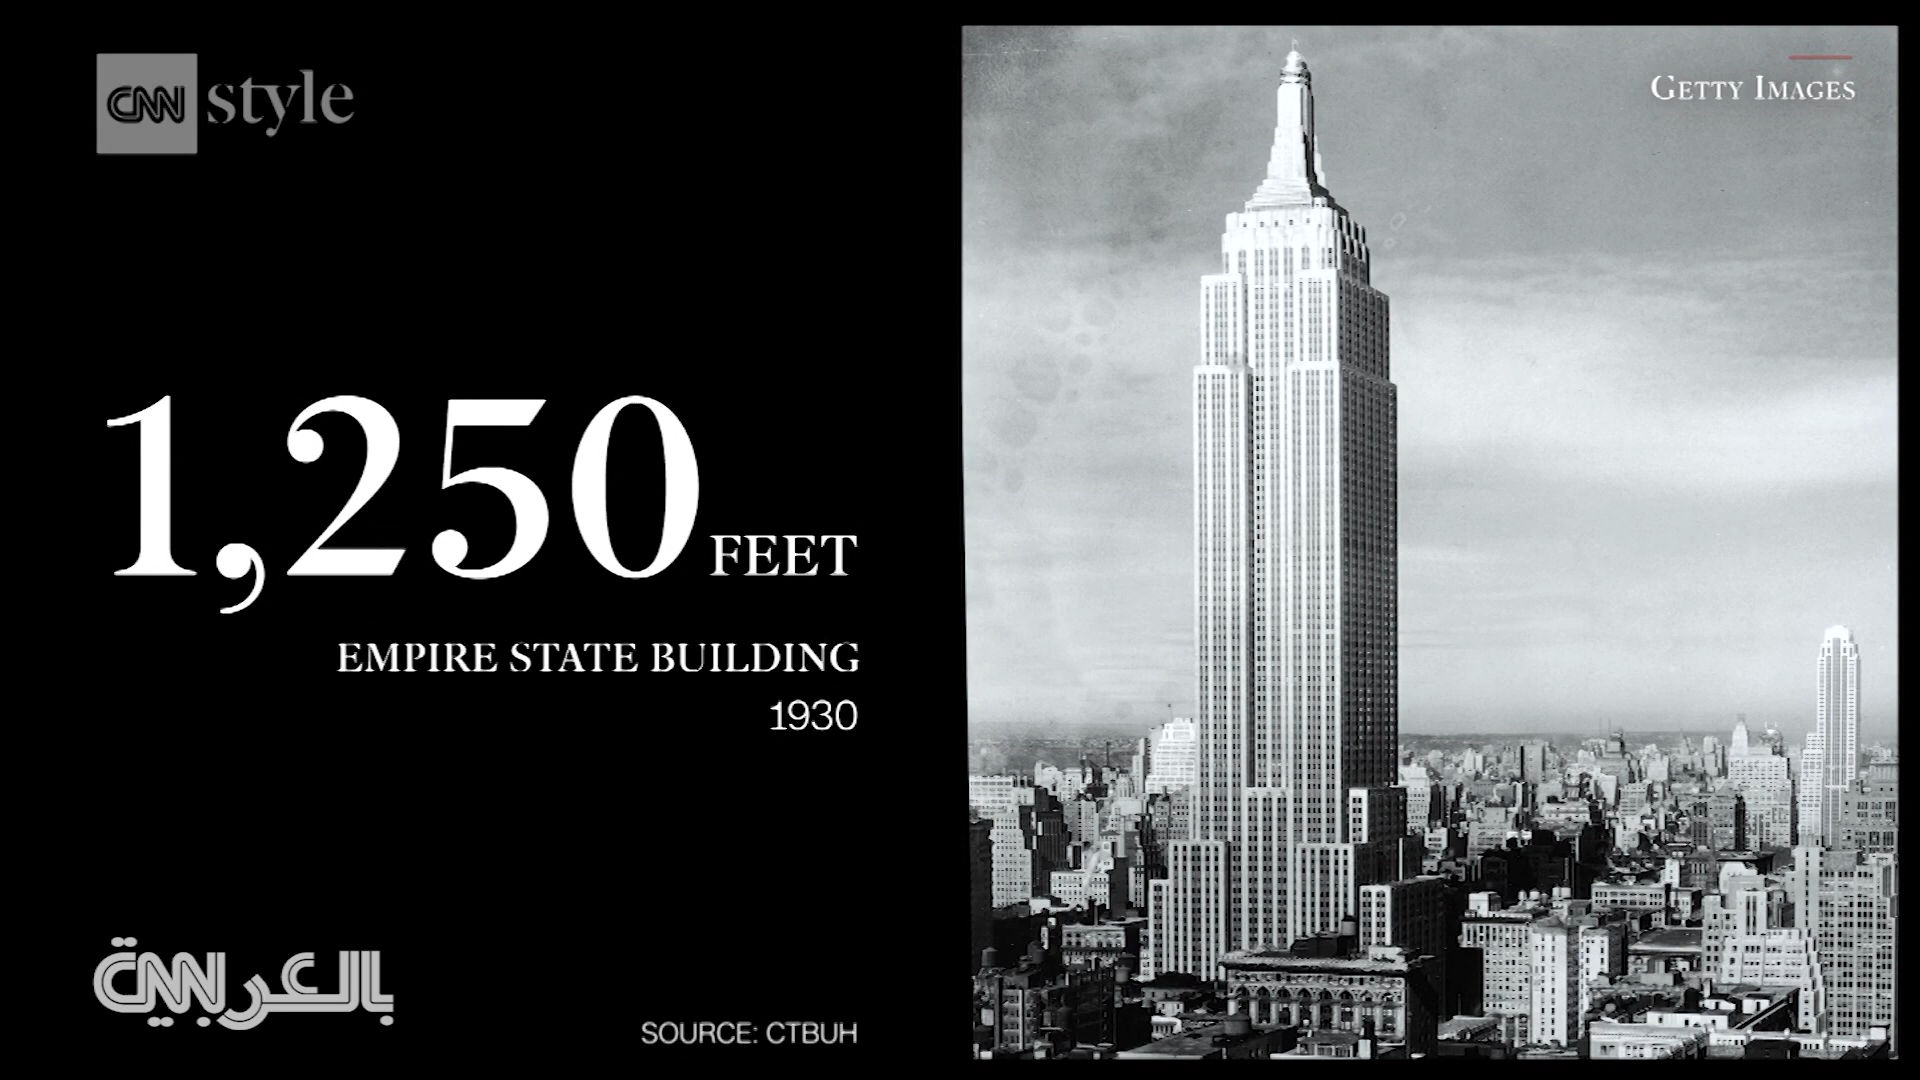 CNN style
GETTY IMAGES
1,250 FEET
EMPIRE STATE BUILDING
1930
CNN بالعربية
SOURCE: CTBUH